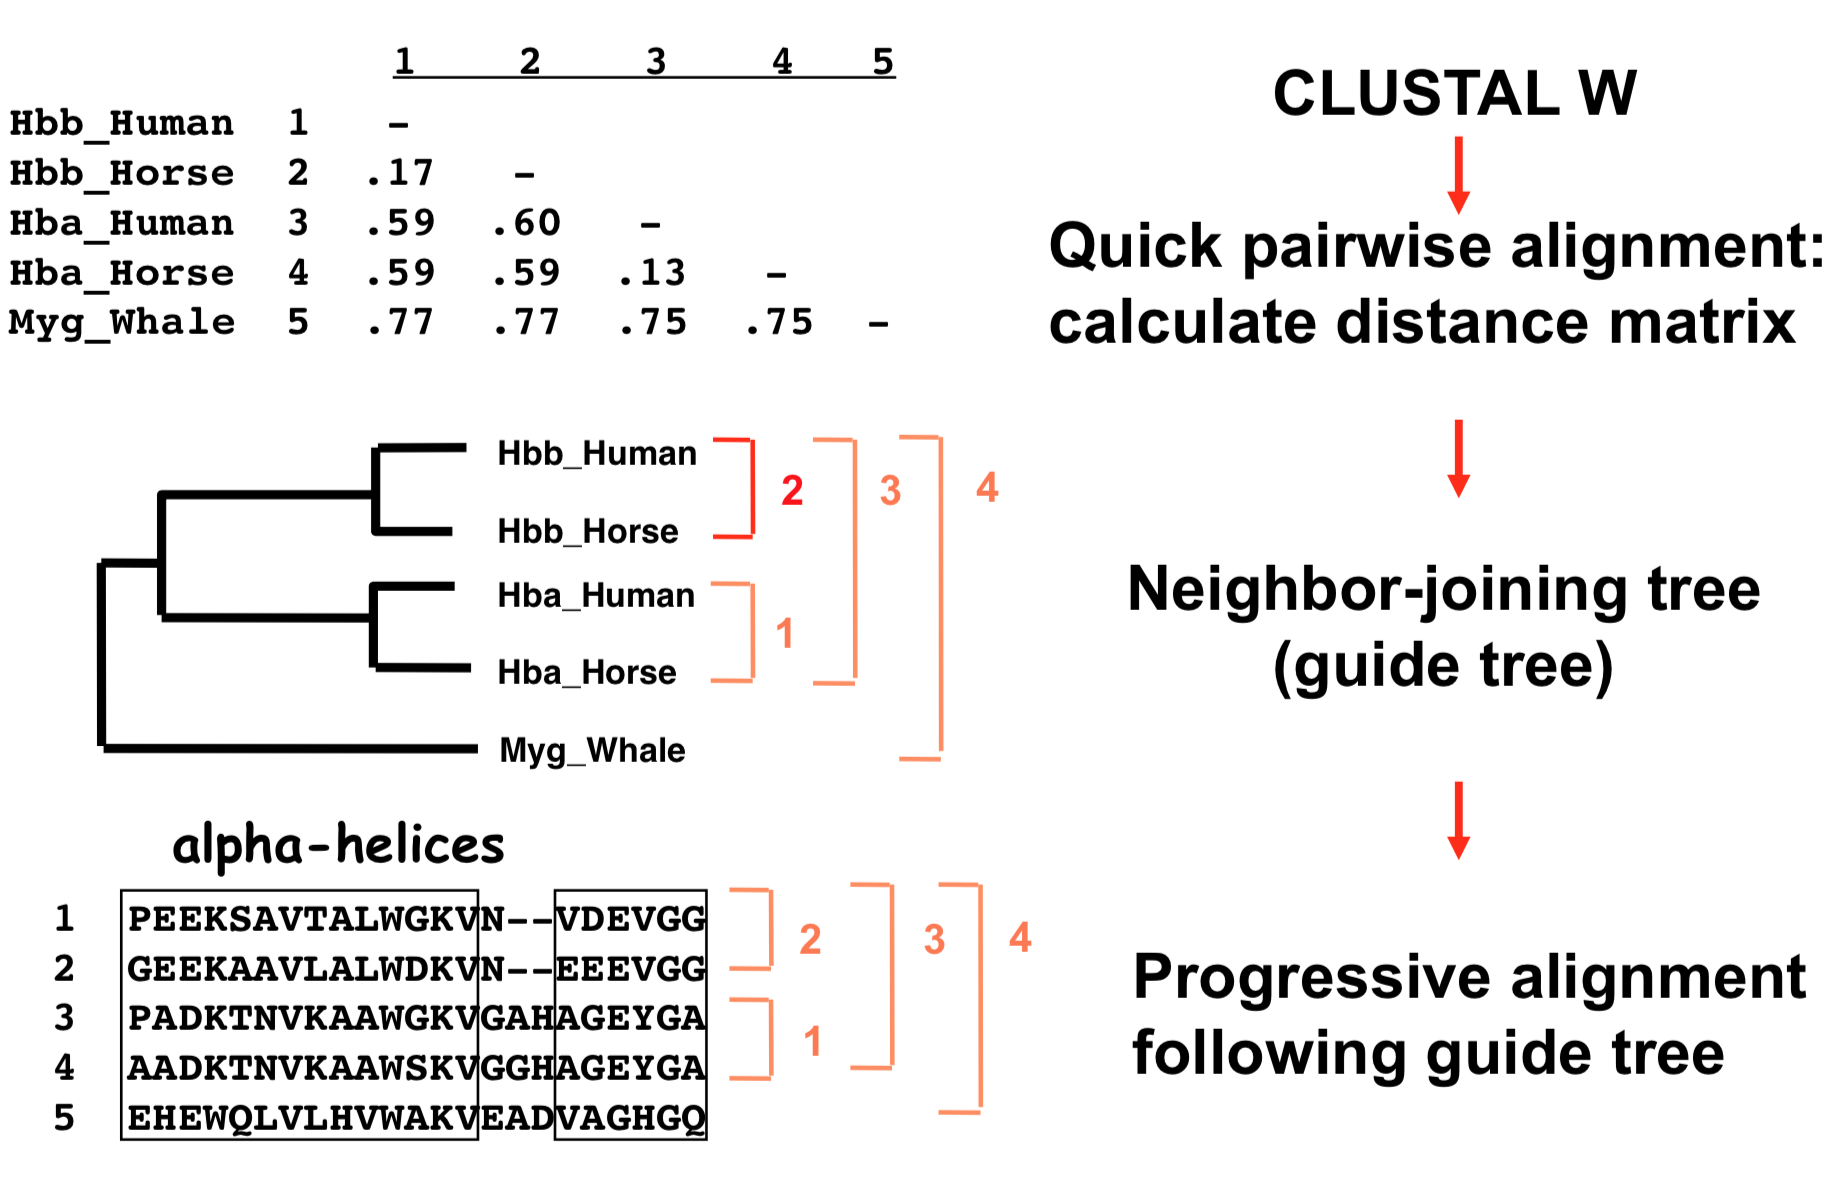 1 2 3 4 5
Hbb_Human 1 -
Hbb_Horse 2 .17 -
Hba_Human 3 .59 .60 -
Hba_Horse 4 .59 .59 .13 -
Myg_Whale 5 .77 .77 .75 .75 -
CLUSTAL W
Quick pairwise alignment:
calculate distance matrix
Hbb_Human
Hbb_Horse
Hba_Human
Hba_Horse
Myg_Whale
2
1
3
4
Neighbor-joining tree
(guide tree)
alpha-helices
1 PEEKSAVTALWGKVN--VDEVGG
2 GEEKAAVLALWDKVN--EEEVGG
3 PADKTNVKAAWGKVGAHAGEYGA
4 AADKTNVKAAWSKVGGHAGEYGA
5 EHEWQLVLHVWAKVEADVAGHGQ
2
1
3
4
Progressive alignment
following guide tree